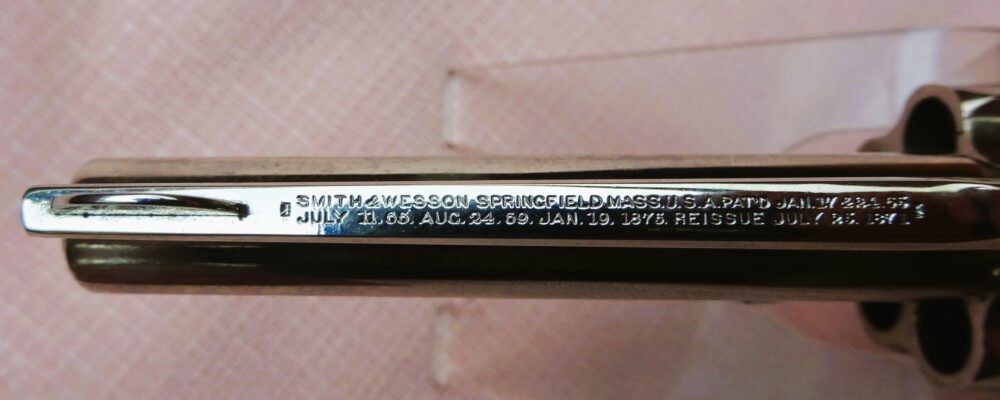 SMITH & WESSON SPRINGFIELD, MASS. U.S.A. PAT'D JAN. 17 & 24. 65
JULY 11. 65. AUG. 24. 69. JAN. 19. 1875. REISSUE JULY 25. 1871